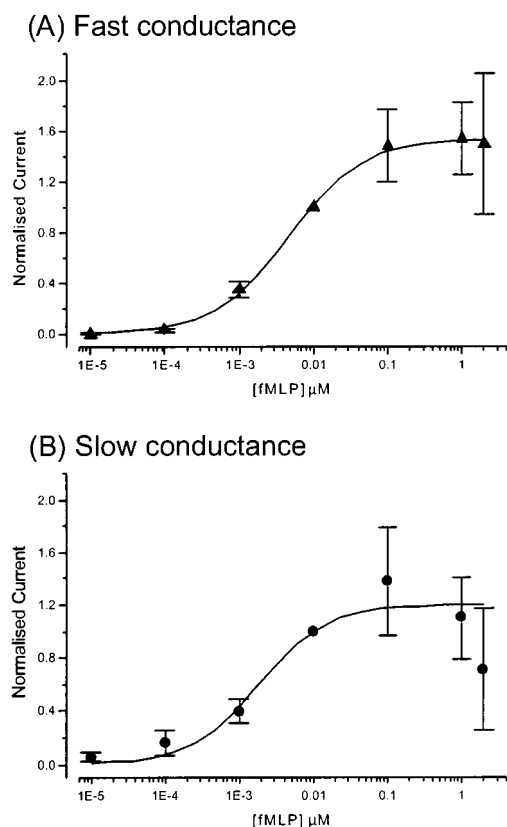 (A) Fast conductance
2.0
1.6
1.2
0.8
0.4
0.0
Normalised Current
1E-5 1E-4 1E-3 0.01 0.1 1
[fMLP] μM
(B) Slow conductance
2.0
1.6
1.2
0.8
0.4
0.0
Normalised Current
1E-5 1E-4 1E-3 0.01 0.1 1
[fMLP] μM